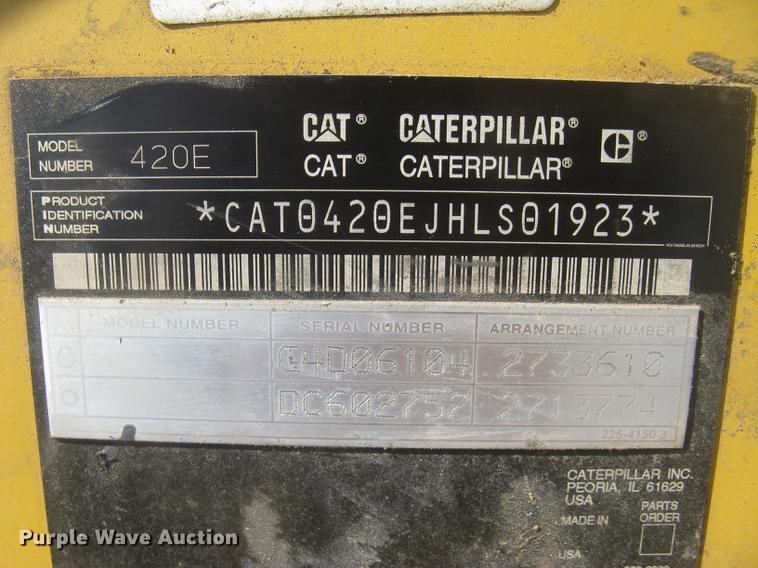 MODEL NUMBER 420E
CAT® CATERPILLAR®
CAT® CATERPILLAR® ®
PRODUCT IDENTIFICATION NUMBER *CAT0420EJHLS01923*
MODEL NUMBER SERIAL NUMBER ARRANGEMENT NUMBER
G4D06104 2733610
DC602752 2713774
225-4150 3
CATERPILLAR INC.
PEORIA, IL 61629
USA
MADE IN PARTS ORDER
USA
Purple Wave Auction